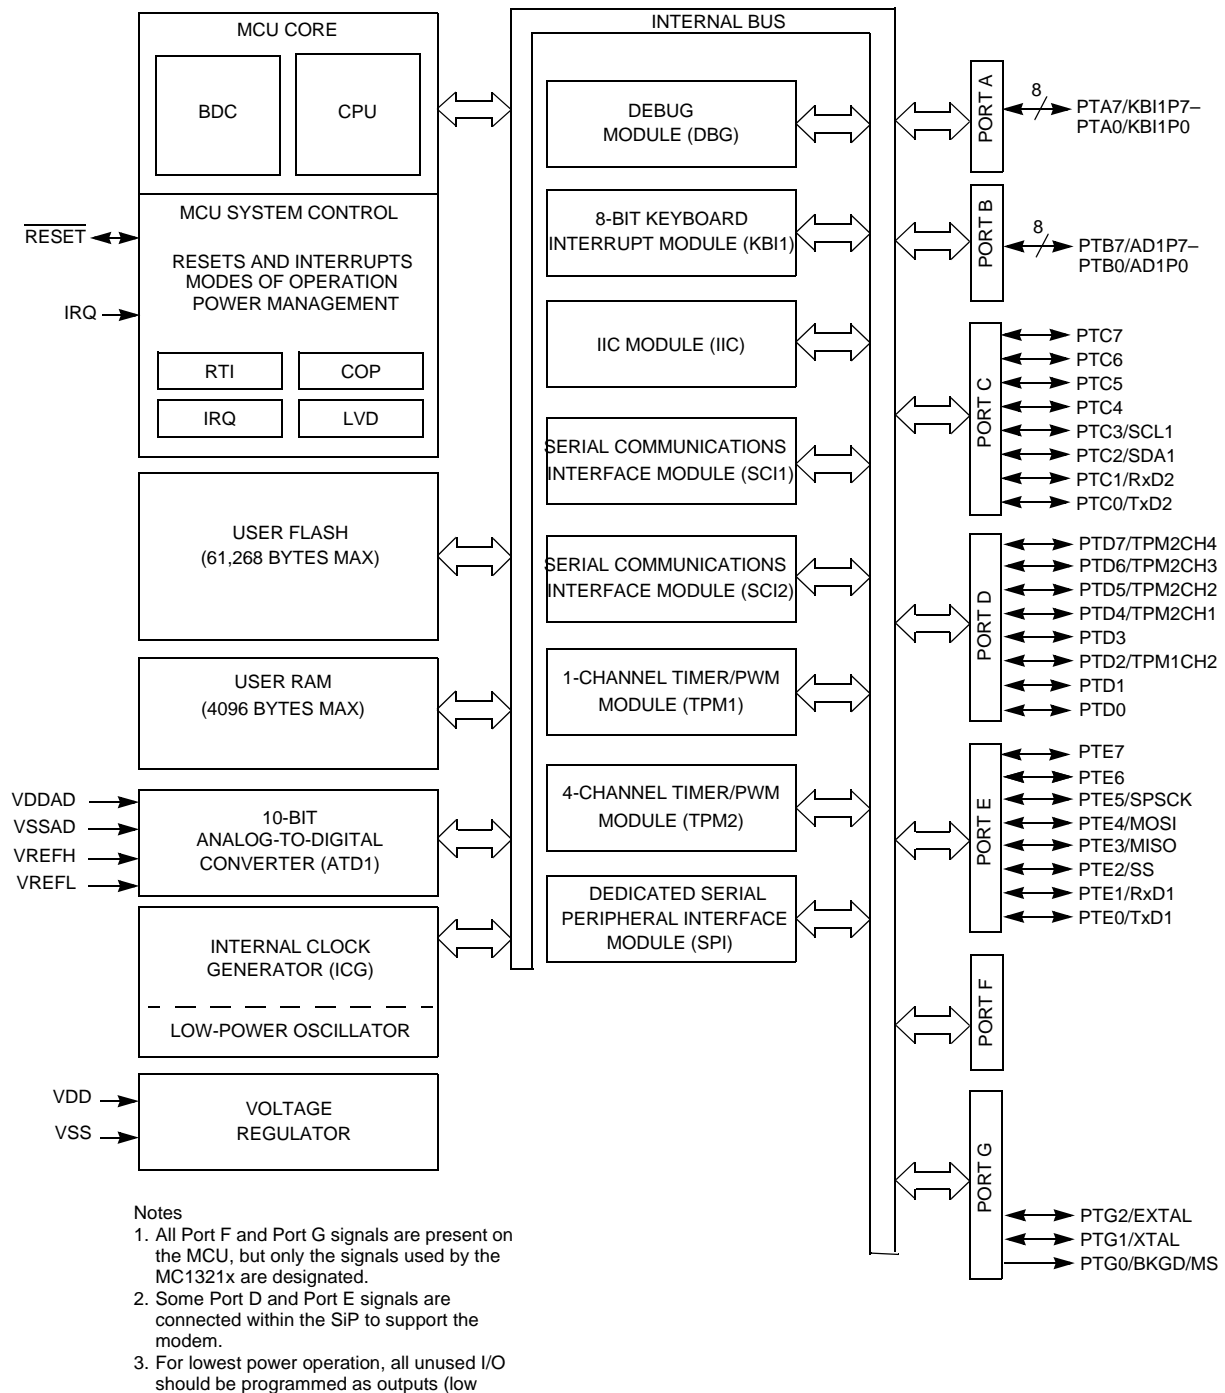 MCU CORE
BDC
CPU
MCU SYSTEM CONTROL
RESETS AND INTERRUPTS
MODES OF OPERATION
POWER MANAGEMENT
RTI
COP
IRQ
LVD
RESET
IRQ
USER FLASH
(61,268 BYTES MAX)
USER RAM
(4096 BYTES MAX)
VDDAD
VSSAD
VREFH
VREFL
10-BIT
ANALOG-TO-DIGITAL
CONVERTER (ATD1)
INTERNAL CLOCK
GENERATOR (ICG)
LOW-POWER OSCILLATOR
VDD
VSS
VOLTAGE
REGULATOR
INTERNAL BUS
DEBUG
MODULE (DBG)
8-BIT KEYBOARD
INTERRUPT MODULE (KBI1)
IIC MODULE (IIC)
SERIAL COMMUNICATIONS
INTERFACE MODULE (SCI1)
SERIAL COMMUNICATIONS
INTERFACE MODULE (SCI2)
1-CHANNEL TIMER/PWM
MODULE (TPM1)
4-CHANNEL TIMER/PWM
MODULE (TPM2)
DEDICATED SERIAL
PERIPHERAL INTERFACE
MODULE (SPI)
PORT A
8
PTA7/KBI1P7–
PTA0/KBI1P0
PORT B
8
PTB7/AD1P7–
PTB0/AD1P0
PORT C
PTC7
PTC6
PTC5
PTC4
PTC3/SCL1
PTC2/SDA1
PTC1/RxD2
PTC0/TxD2
PORT D
PTD7/TPM2CH4
PTD6/TPM2CH3
PTD5/TPM2CH2
PTD4/TPM2CH1
PTD3
PTD2/TPM1CH2
PTD1
PTD0
PORT E
PTE7
PTE6
PTE5/SPSCK
PTE4/MOSI
PTE3/MISO
PTE2/SS
PTE1/RxD1
PTE0/TxD1
PORT F
PORT G
PTG2/EXTAL
PTG1/XTAL
PTG0/BKGD/MS
Notes
1. All Port F and Port G signals are present on
the MCU, but only the signals used by the
MC1321x are designated.
2. Some Port D and Port E signals are
connected within the SiP to support the
modem.
3. For lowest power operation, all unused I/O
should be programmed as outputs (low